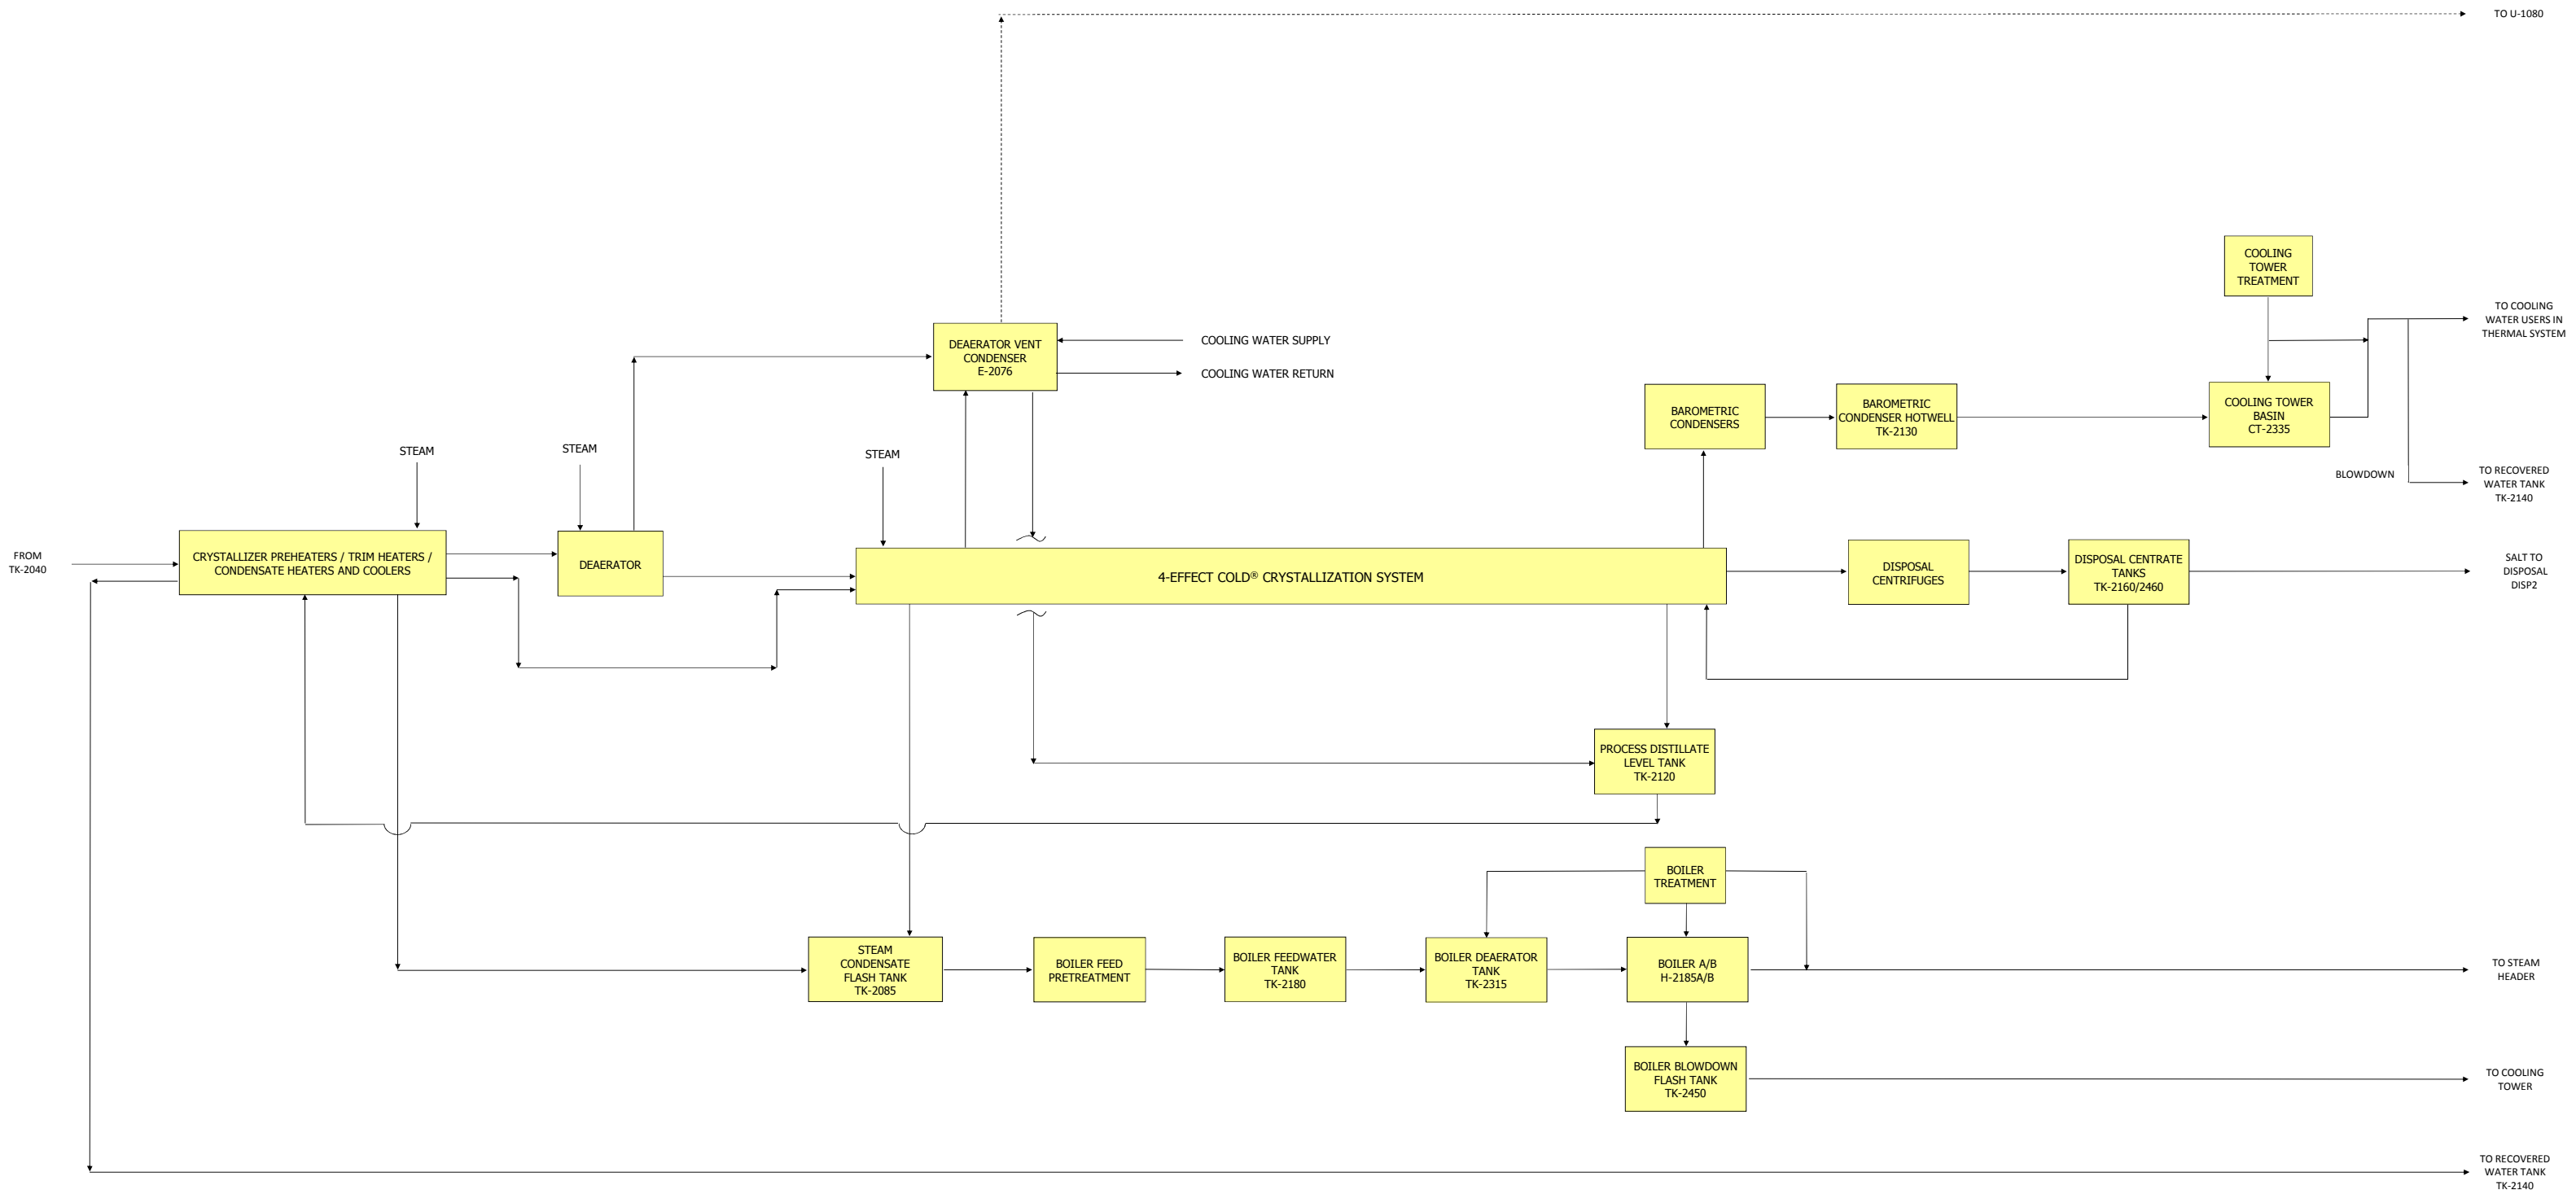 TO U-1080
COOLING
TOWER
TREATMENT
TO COOLING
WATER USERS IN
THERMAL SYSTEM
DEAERATOR VENT
CONDENSER
E-2076
COOLING WATER SUPPLY
COOLING WATER RETURN
BAROMETRIC
CONDENSERS
BAROMETRIC
CONDENSER HOTWELL
TK-2130
COOLING TOWER
BASIN
CT-2335
STEAM
STEAM
STEAM
BLOWDOWN
TO RECOVERED
WATER TANK
TK-2140
FROM
TK-2040
CRYSTALLIZER PREHEATERS / TRIM HEATERS /
CONDENSATE HEATERS AND COOLERS
DEAERATOR
4-EFFECT COLD® CRYSTALLIZATION SYSTEM
DISPOSAL
CENTRIFUGES
DISPOSAL CENTRATE
TANKS
TK-2160/2460
SALT TO
DISPOSAL
DISP2
PROCESS DISTILLATE
LEVEL TANK
TK-2120
BOILER
TREATMENT
STEAM
CONDENSATE
FLASH TANK
TK-2085
BOILER FEED
PRETREATMENT
BOILER FEEDWATER
TANK
TK-2180
BOILER DEAERATOR
TANK
TK-2315
BOILER A/B
H-2185A/B
TO STEAM
HEADER
BOILER BLOWDOWN
FLASH TANK
TK-2450
TO COOLING
TOWER
TO RECOVERED
WATER TANK
TK-2140